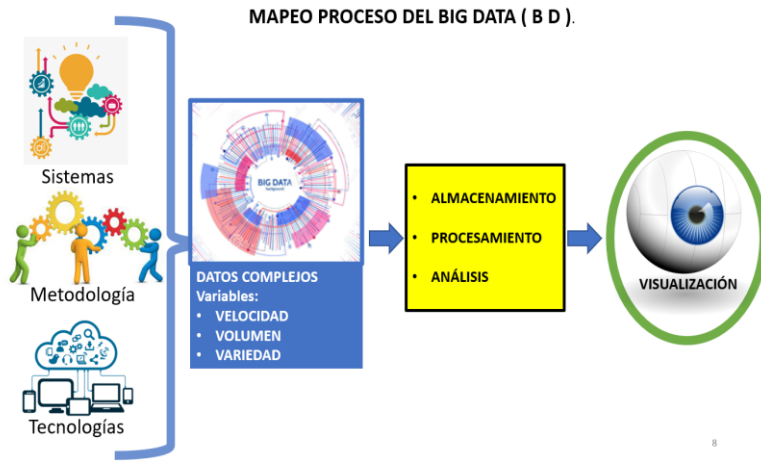 MAPEO PROCESO DEL BIG DATA ( B D ).
Sistemas
Metodología
Tecnologías
BIG DATA
background
DATOS COMPLEJOS
Variables:
• VELOCIDAD
• VOLUMEN
• VARIEDAD
• ALMACENAMIENTO
• PROCESAMIENTO
• ANÁLISIS
VISUALIZACIÓN
8